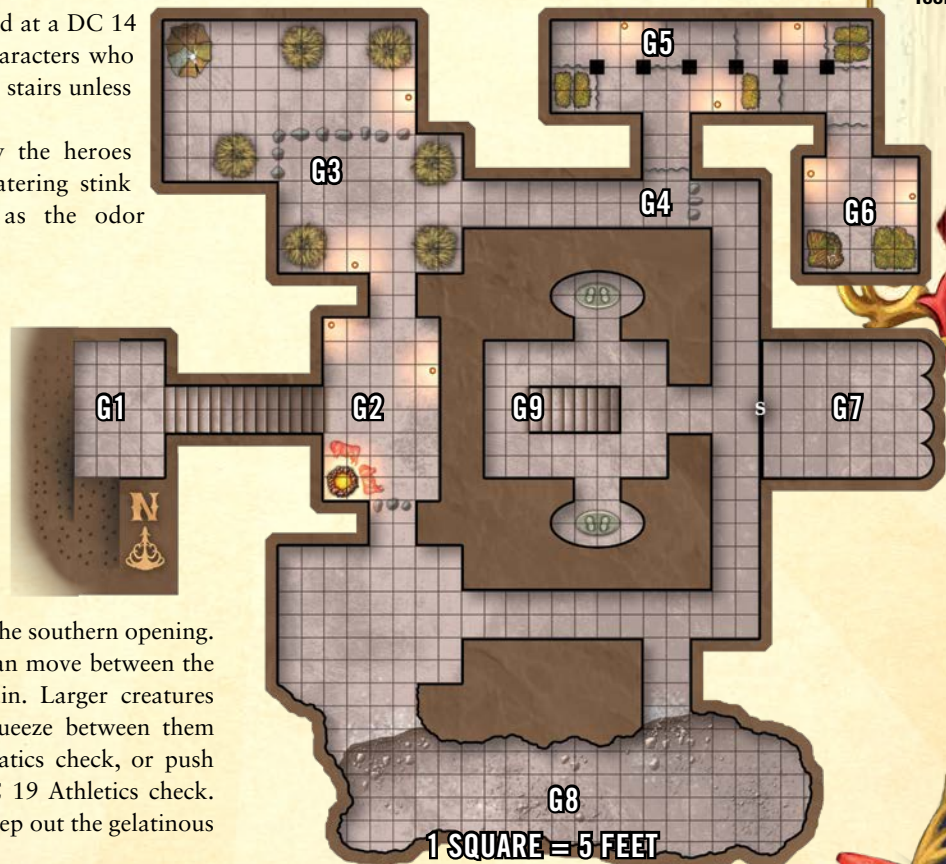 d at a DC 14
aracters who
stairs unless
the heroes
stink
as the odor
he southern opening.
an move between the
in. Larger creatures
ueeze between them
atics check, or push
19 Athletics check.
ep out the gelatinous
G5
G3
G4
G6
G1
G2
G9
S
G7
N
G8
1 SQUARE = 5 FEET